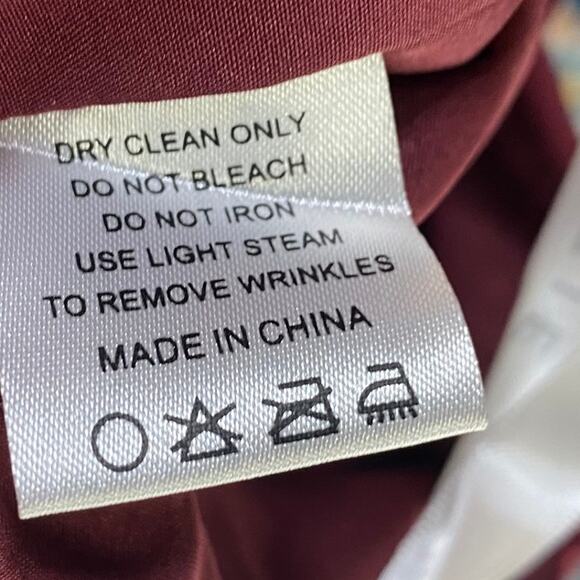 DRY CLEAN ONLY
DO NOT BLEACH
DO NOT IRON
USE LIGHT STEAM
TO REMOVE WRINKLES
MADE IN CHINA